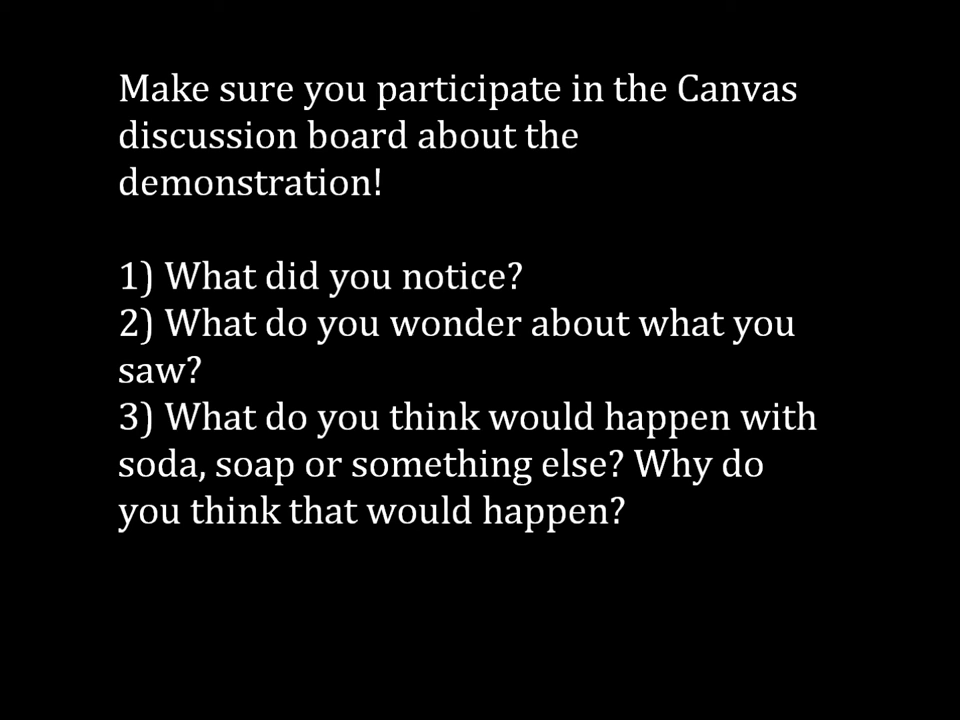 Make sure you participate in the Canvas
discussion board about the
demonstration!
1) What did you notice?
2) What do you wonder about what you
saw?
3) What do you think would happen with
soda, soap or something else? Why do
you think that would happen?